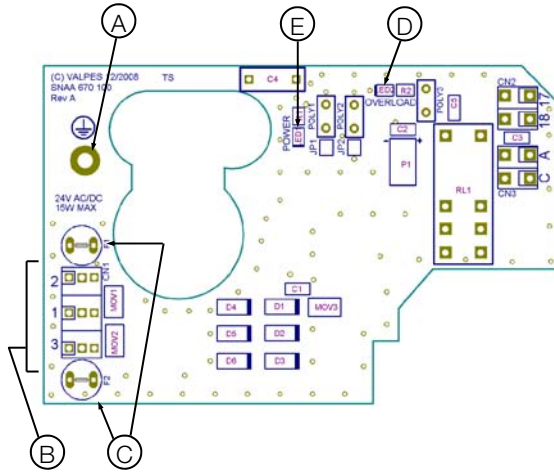 A
E
D
(C) VALPES 12/2008
SNAA 670 100
Rev A
TS
C4
POWER
R1
POLY1
POLY2
JP1
JP2
R2
OVERLOAD
POLY3
C5
C2
- +
P1
CN2
17
18
C3
A
C
CN3
RL1
24V AC/DC
15W MAX
F1
CN1
2
1
3
MOV1
MOV2
F2
C1
D4
D1
MOV3
D5
D2
D6
D3
B
C